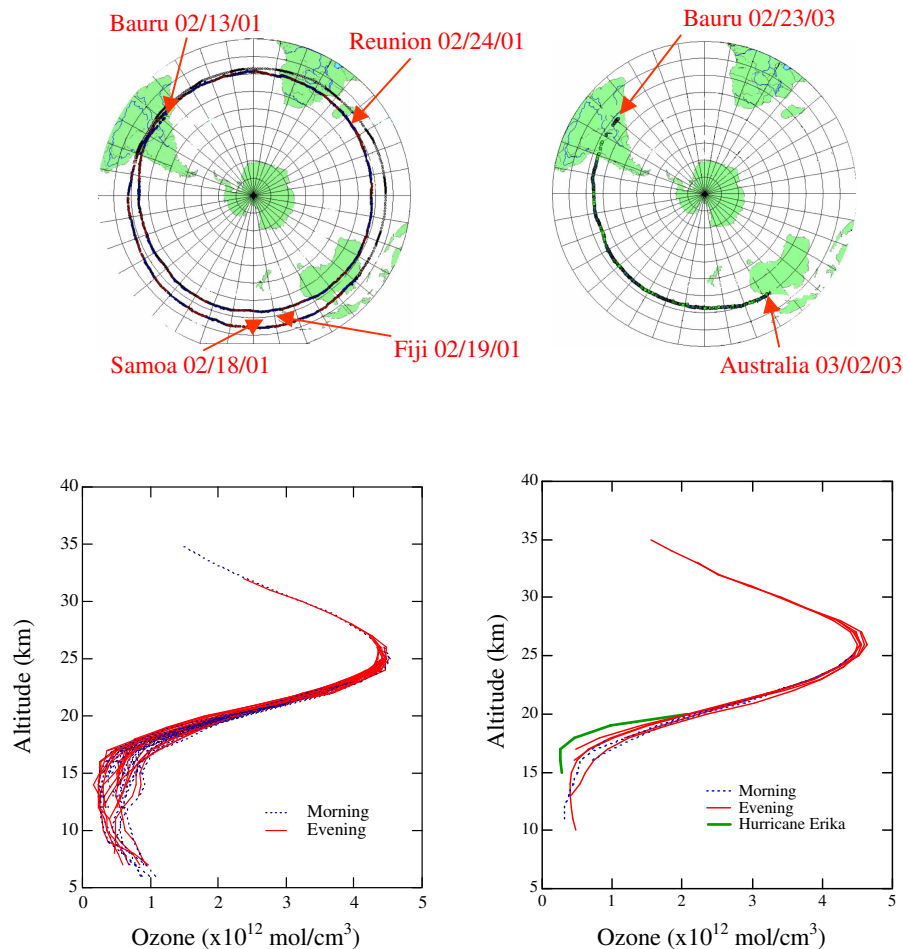 Bauru 02/13/01
Reunion 02/24/01
Samoa 02/18/01
Fiji 02/19/01
Bauru 02/23/03
Australia 03/02/03
40
35
30
25
20
15
10
5
Altitude (km)
Morning
Evening
0 1 2 3 4 5
Ozone (x10¹² mol/cm³)
40
35
30
25
20
15
10
5
Altitude (km)
Morning
Evening
Hurricane Erika
0 1 2 3 4 5
Ozone (x10¹² mol/cm³)